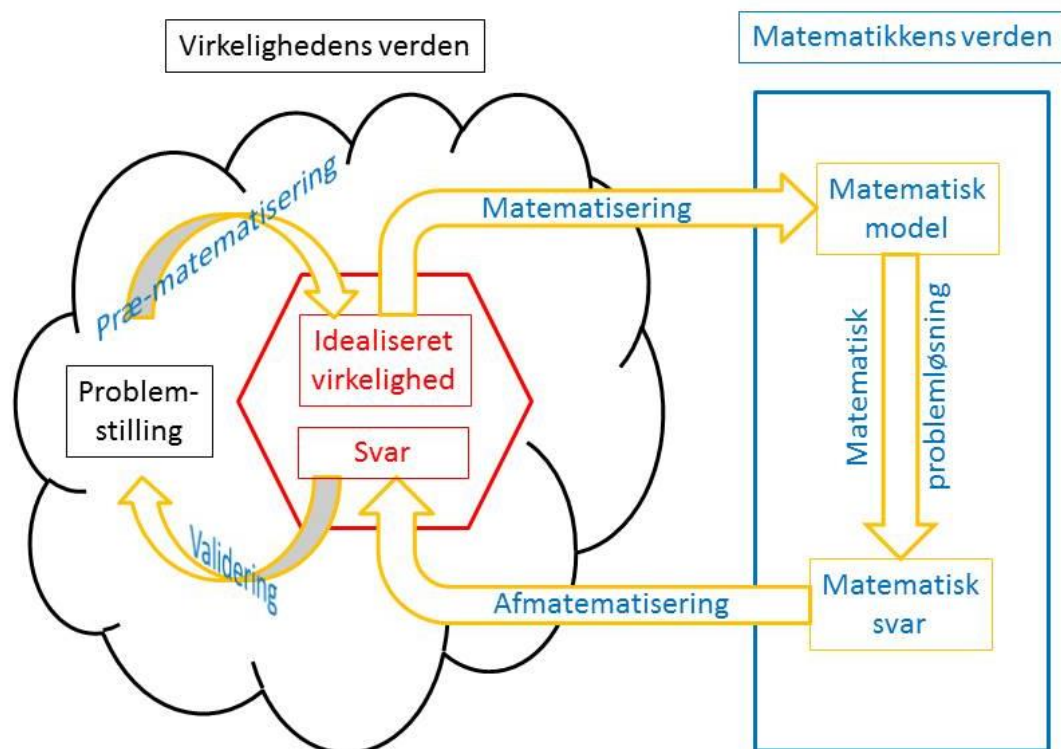 Virkelighedens verden
Matematikkens verden
Præ-matematisering
Matematisering
Matematisk
model
Idealiseret
virkelighed
Problem-
stilling
Svar
Matematisk
problemløsning
Validering
Afmatematisering
Matematisk
svar